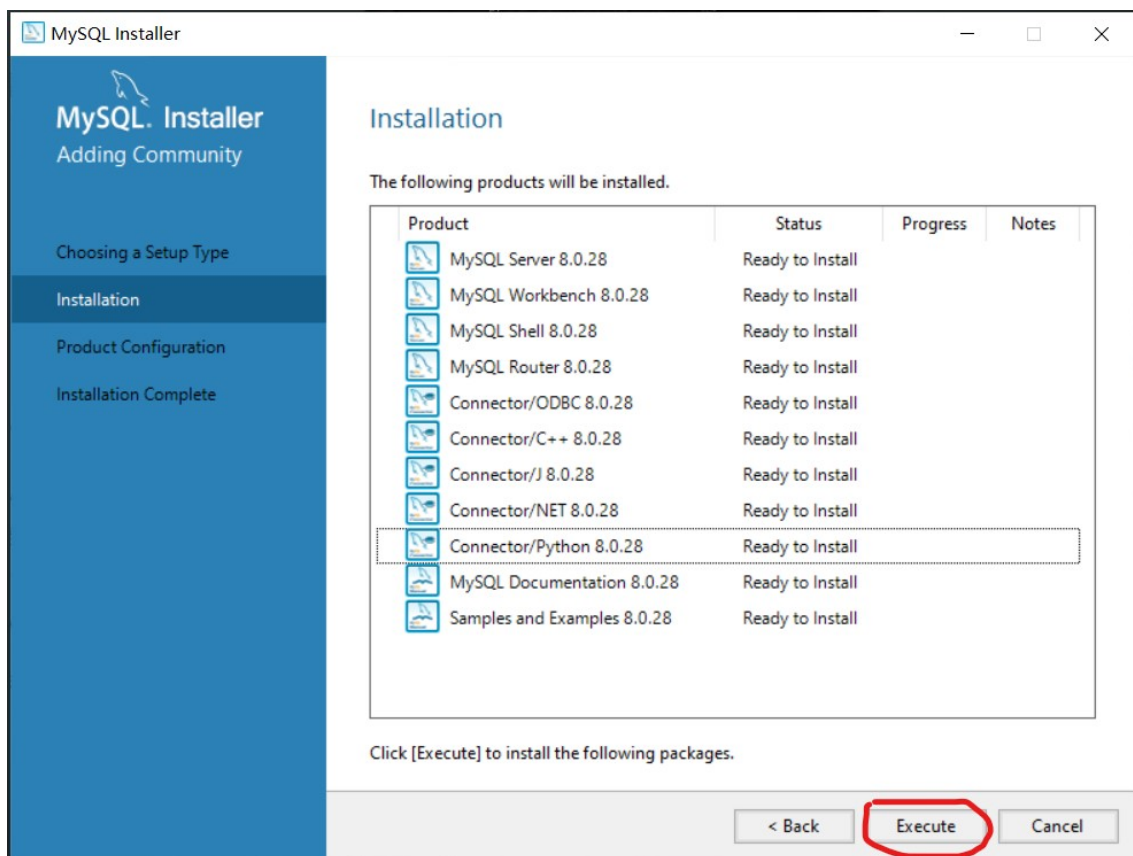 MySQL Installer
MySQL. Installer
Adding Community
Choosing a Setup Type
Installation
Product Configuration
Installation Complete
Installation
The following products will be installed.
Product Status Progress Notes
MySQL Server 8.0.28 Ready to Install
MySQL Workbench 8.0.28 Ready to Install
MySQL Shell 8.0.28 Ready to Install
MySQL Router 8.0.28 Ready to Install
Connector/ODBC 8.0.28 Ready to Install
Connector/C++ 8.0.28 Ready to Install
Connector/J 8.0.28 Ready to Install
Connector/NET 8.0.28 Ready to Install
Connector/Python 8.0.28 Ready to Install
MySQL Documentation 8.0.28 Ready to Install
Samples and Examples 8.0.28 Ready to Install
Click [Execute] to install the following packages.
< Back Execute Cancel